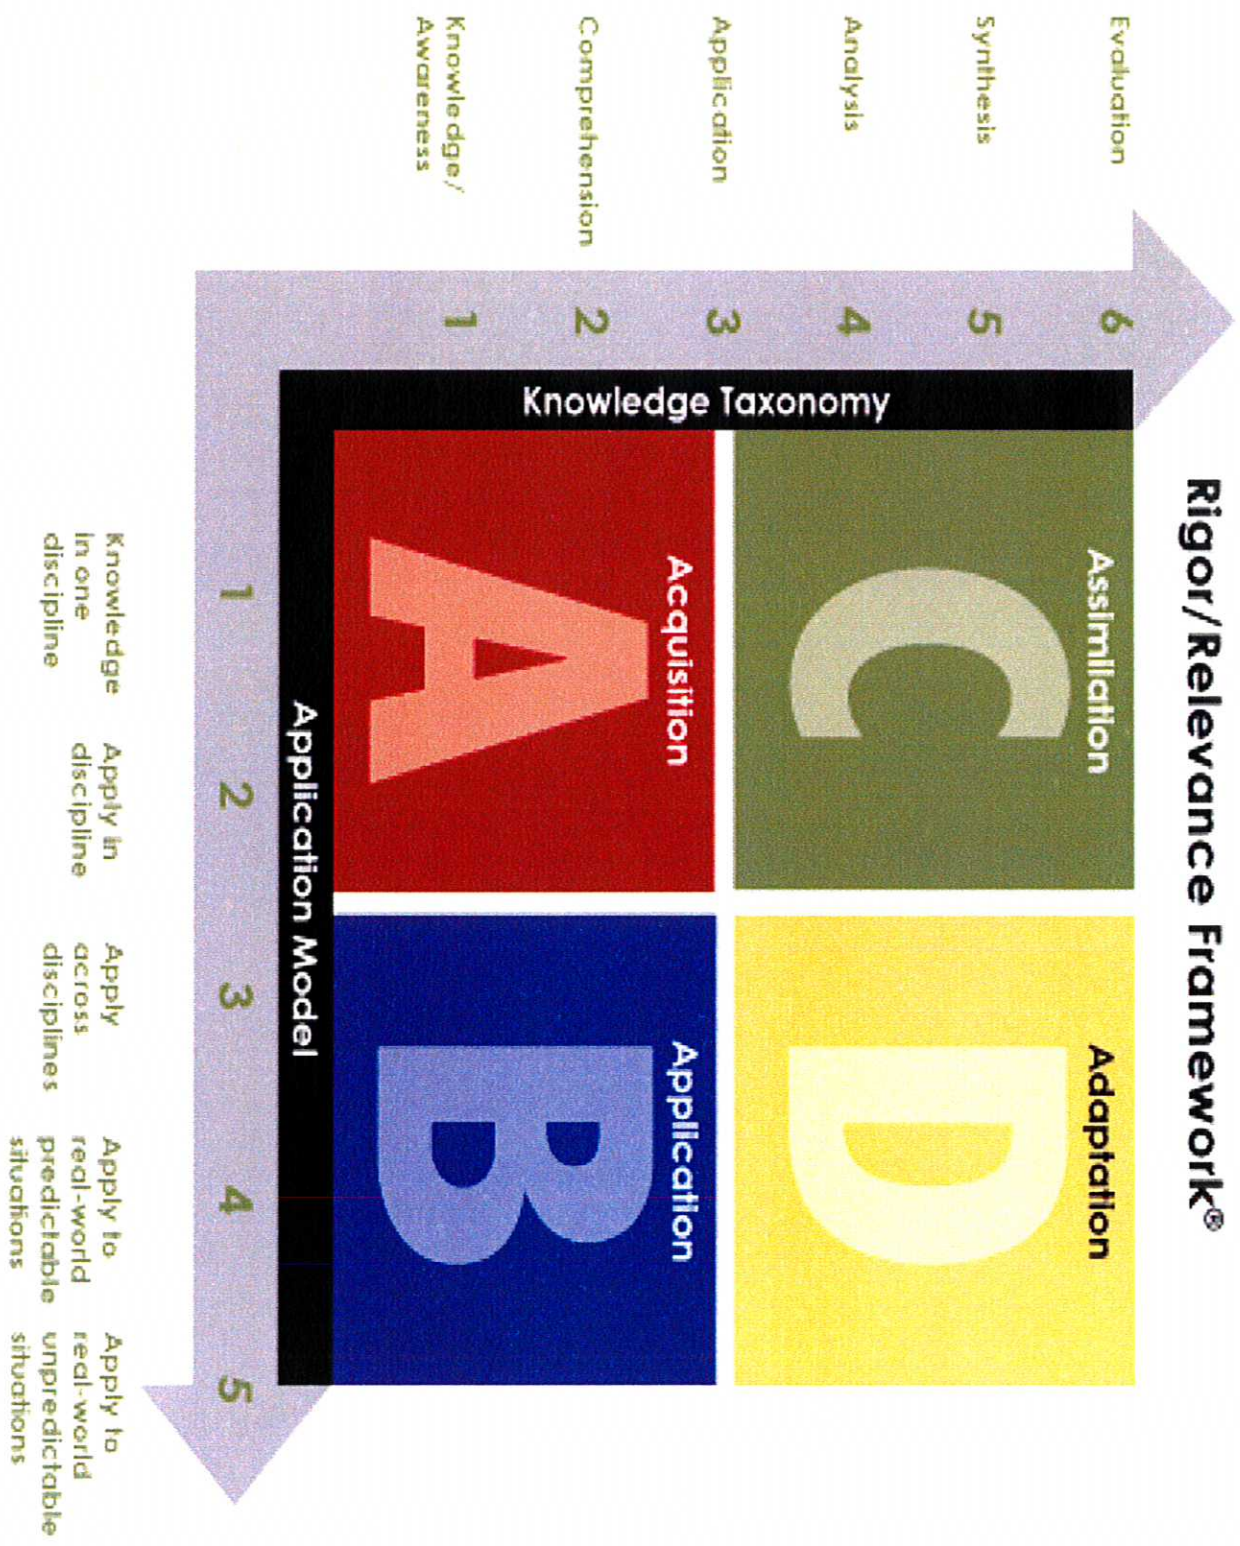 Rigor/Relevance Framework®
Evaluation
6
Synthesis
5
Analysis
4
Application
3
Comprehension
2
Knowledge/
Awareness
1
Knowledge Taxonomy
Assimilation
C
Adaptation
D
Acquisition
A
Application
B
Application Model
1
2
3
4
5
Knowledge
in one
discipline
Apply in
discipline
Apply
across
disciplines
Apply to
real-world
predictable
situations
Apply to
real-world
unpredictable
situations